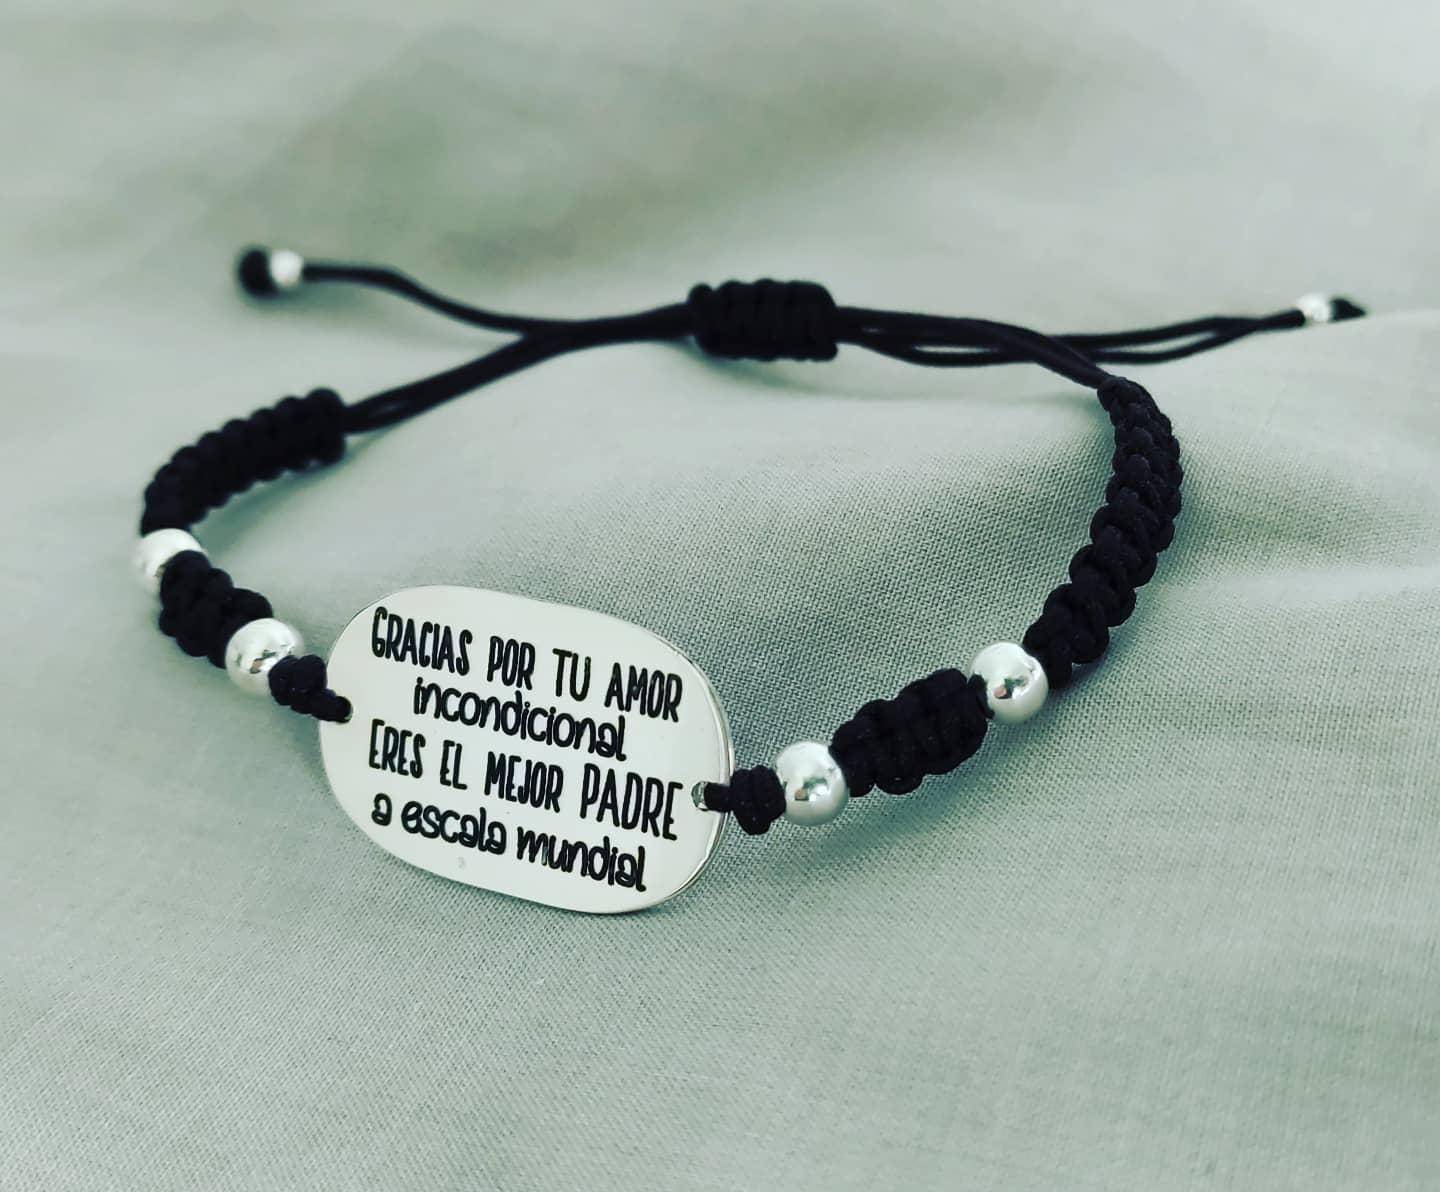 GRACIAS POR TU AMOR
incondicional
ERES EL MEJOR PADRE
a escala mundial